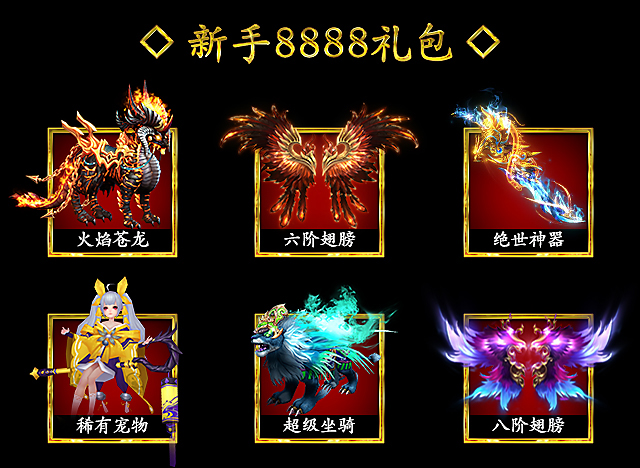 新手8888礼包
火焰苍龙
六阶翅膀
绝世神器
稀有宠物
超级坐骑
八阶翅膀